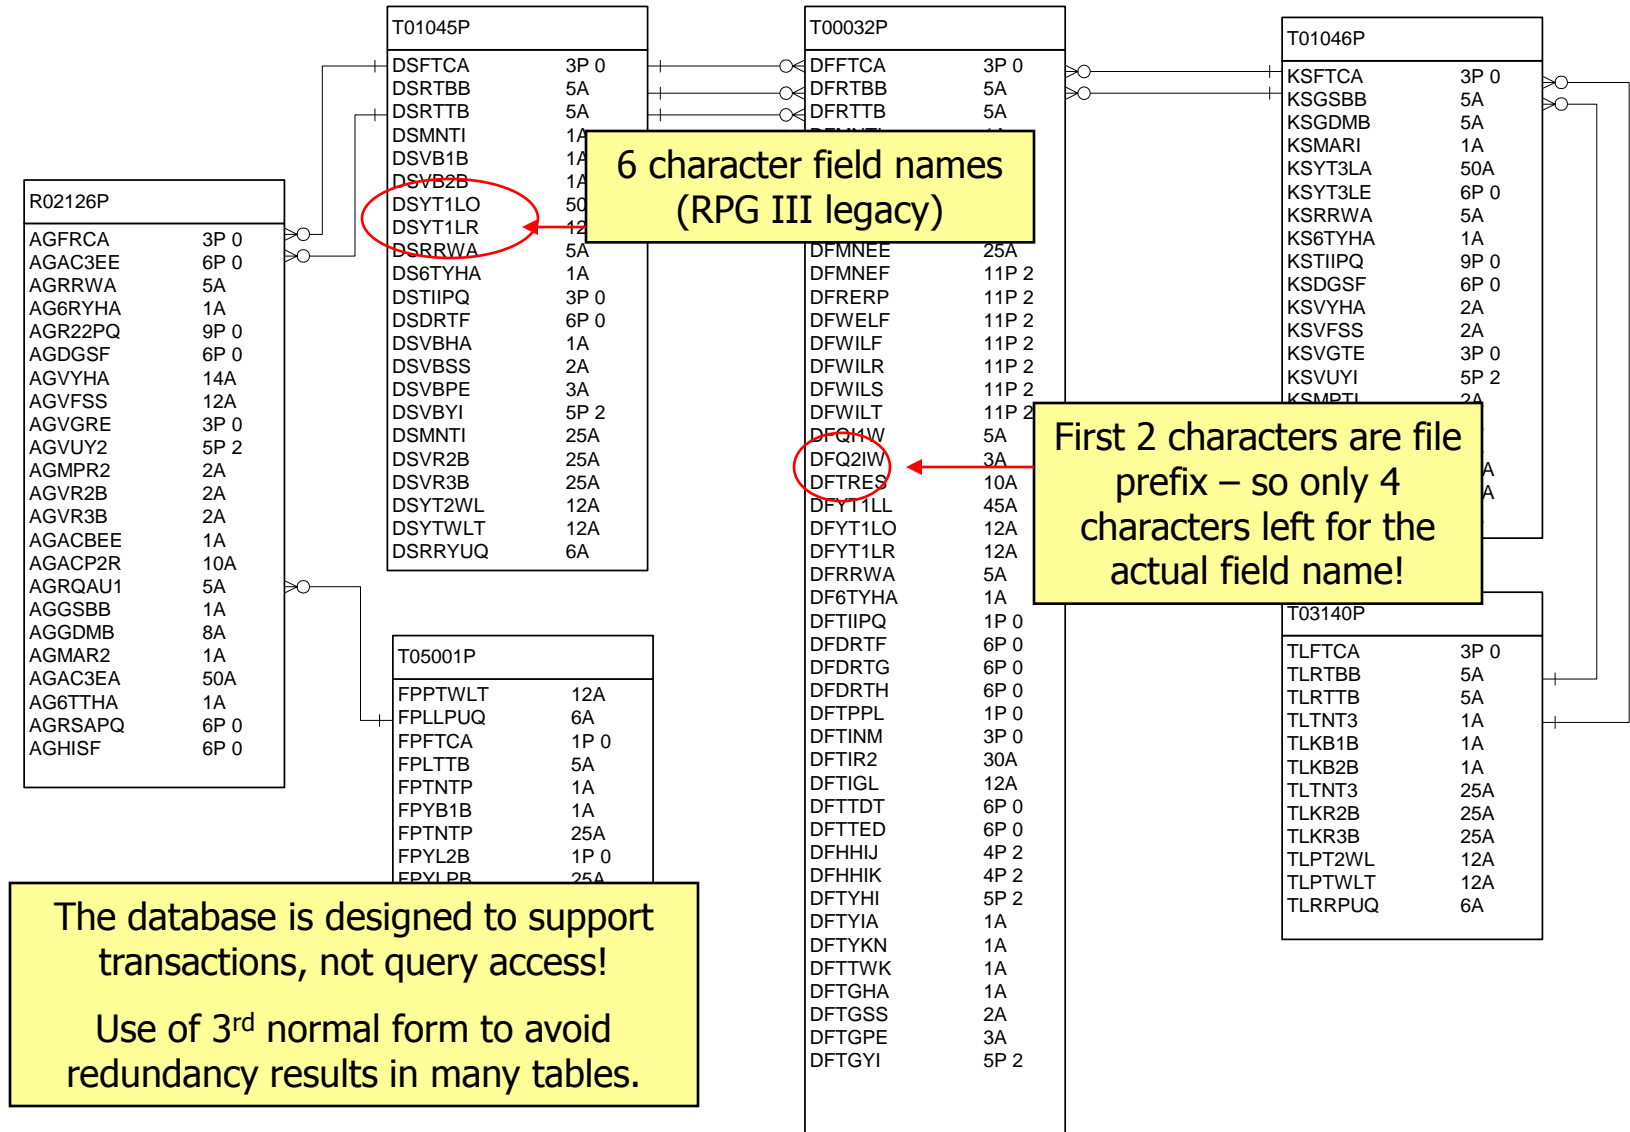 T01045P
DSFTCA 3P 0
DSRTBB 5A
DSRTTB 5A
DSMNTI 1A
DSVB1B 1A
DSVB2B 1A
DSYT1LO 50
DSYT1LR 12
DSRRWA 5A
DS6TYHA 1A
DSTIIPQ 3P 0
DSDRTF 6P 0
DSVBHA 1A
DSVBSS 2A
DSVBPE 3A
DSVBYI 5P 2
DSMNTI 25A
DSVR2B 25A
DSVR3B 25A
DSYT2WL 12A
DSYTWLT 12A
DSRRYUQ 6A
T00032P
DFFTCA 3P 0
DFRTBB 5A
DFRTTB 5A
DFMNEE 25A
DFMNEF 11P 2
DFRERP 11P 2
DFWELF 11P 2
DFWILF 11P 2
DFWILR 11P 2
DFWILS 11P 2
DFWILT 11P 2
DFQI1W 5A
DFQ2IW 3A
DFTRES 10A
DFYT1LL 45A
DFYT1LO 12A
DFYT1LR 12A
DFRRWA 5A
DF6TYHA 1A
DFTIIPQ 1P 0
DFDRTF 6P 0
DFDRTG 6P 0
DFDRTH 6P 0
DFTPPL 1P 0
DFTINM 3P 0
DFTIR2 30A
DFTIGL 12A
DFTTDT 6P 0
DFTTED 6P 0
DFHHIJ 4P 2
DFHHIK 4P 2
DFTYHI 5P 2
DFTYIA 1A
DFTYKN 1A
DFTTWK 1A
DFTGHA 1A
DFTGSS 2A
DFTGPE 3A
DFTGYI 5P 2
T01046P
KSFTCA 3P 0
KSGSBB 5A
KSGDMB 5A
KSMARI 1A
KSYT3LA 50A
KSYT3LE 6P 0
KSRRWA 5A
KS6TYHA 1A
KSTIIPQ 9P 0
KSDGSF 6P 0
KSVYHA 2A
KSVFSS 2A
KSVGTE 3P 0
KSVUYI 5P 2
KSMPTI 2A
A
A
6 character field names
(RPG III legacy)
R02126P
AGFRCA 3P 0
AGAC3EE 6P 0
AGRRWA 5A
AG6RYHA 1A
AGR22PQ 9P 0
AGDGSF 6P 0
AGVYHA 14A
AGVFSS 12A
AGVGRE 3P 0
AGVUY2 5P 2
AGMPR2 2A
AGVR2B 2A
AGVR3B 2A
AGACBEE 1A
AGACP2R 10A
AGRQAU1 5A
AGGSBB 1A
AGGDMB 8A
AGMAR2 1A
AGAC3EA 50A
AG6TTHA 1A
AGRSAPQ 6P 0
AGHISF 6P 0
First 2 characters are file
prefix – so only 4
characters left for the
actual field name!
T05001P
FPPTWLT 12A
FPLLPUQ 6A
FPFTCA 1P 0
FPLTTB 5A
FPTNTP 1A
FPYB1B 1A
FPTNTP 25A
FPYL2B 1P 0
FPYLPB 25A
T03140P
TLFTCA 3P 0
TLRTBB 5A
TLRTTB 5A
TLTNT3 1A
TLKB1B 1A
TLKB2B 1A
TLTNT3 25A
TLKR2B 25A
TLKR3B 25A
TLPT2WL 12A
TLPTWLT 12A
TLRRPUQ 6A
The database is designed to support
transactions, not query access!
Use of 3rd normal form to avoid
redundancy results in many tables.